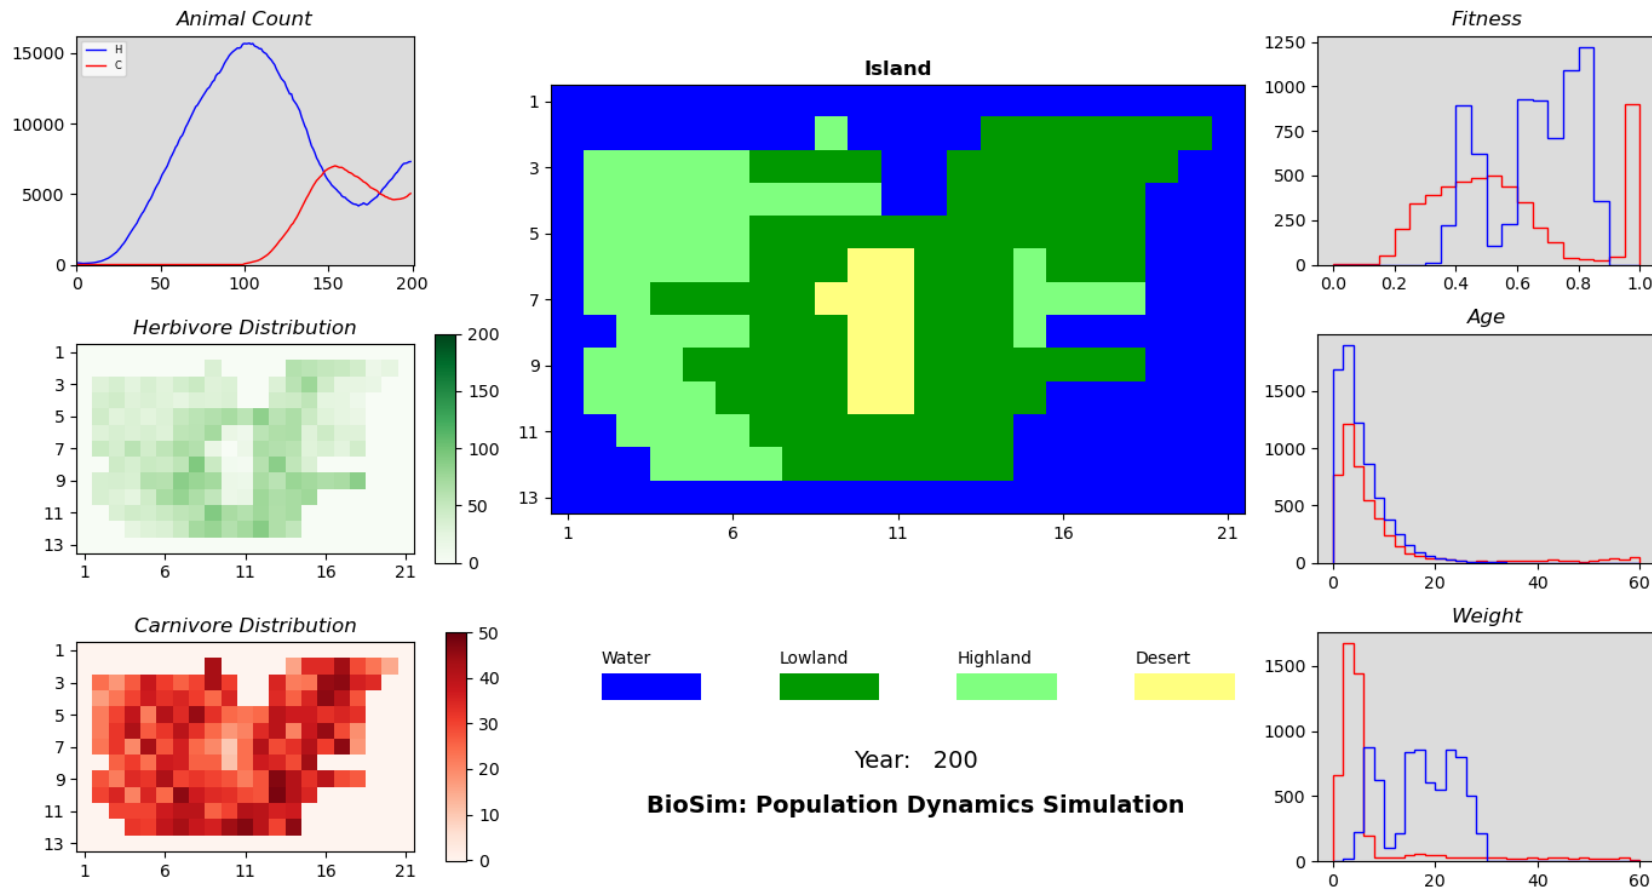 Animal Count
15000
10000
5000
0
0 50 100 150 200
H
C
Herbivore Distribution
1
3
5
7
9
11
13
1 6 11 16 21
200
150
100
50
0
Carnivore Distribution
1
3
5
7
9
11
13
1 6 11 16 21
50
40
30
20
10
0
Island
1
3
5
7
9
11
13
1 6 11 16 21
Water Lowland Highland Desert
Year: 200
BioSim: Population Dynamics Simulation
Fitness
1250
1000
750
500
250
0
0.0 0.2 0.4 0.6 0.8 1.0
Age
1500
1000
500
0
0 20 40 60
Weight
1500
1000
500
0
0 20 40 60